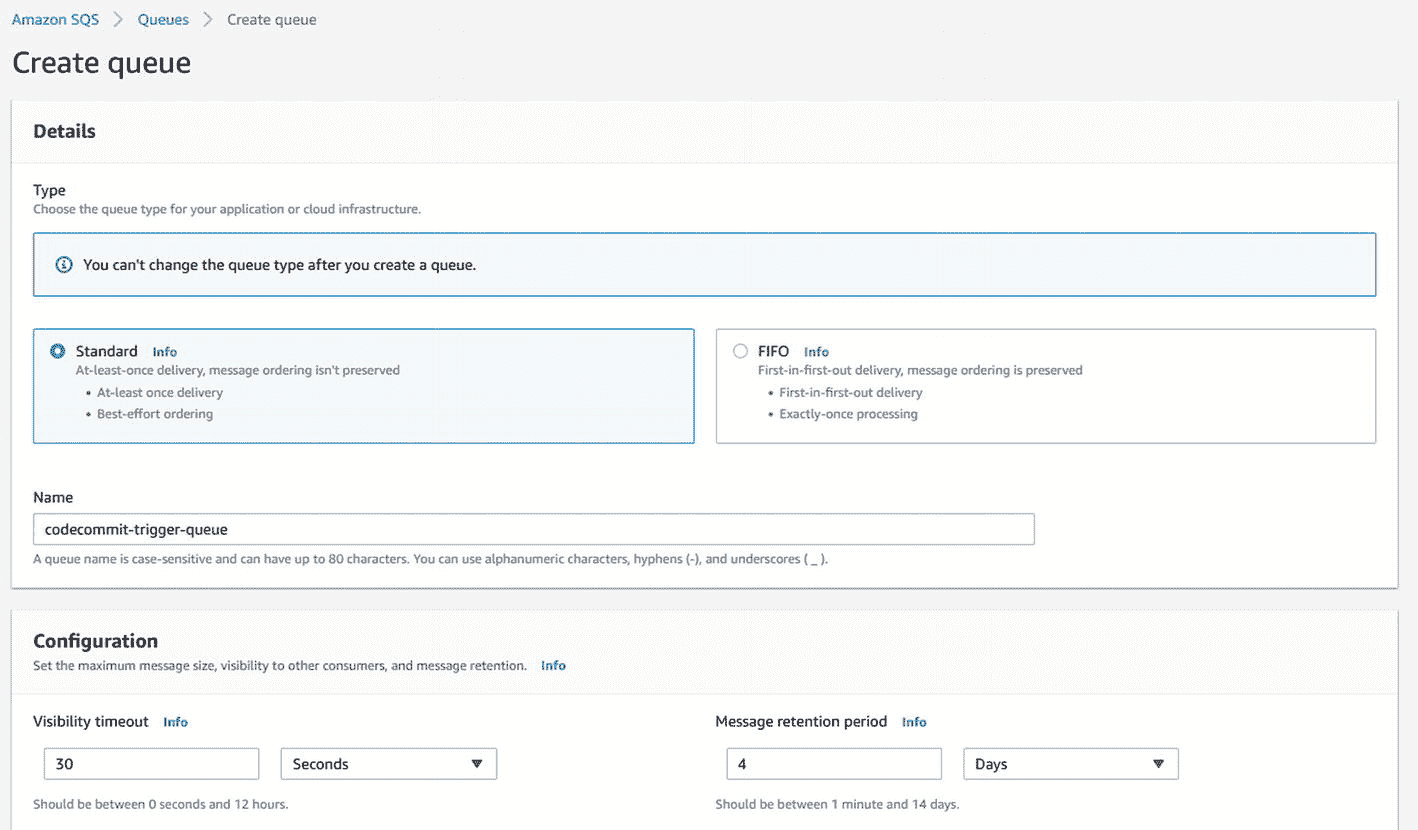 Amazon SQS > Queues > Create queue
Create queue
Details
Type
Choose the queue type for your application or cloud infrastructure.
You can't change the queue type after you create a queue.
Standard Info
At-least-once delivery, message ordering isn't preserved
• At-least once delivery
• Best-effort ordering
FIFO Info
First-in-first-out delivery, message ordering is preserved
• First-in-first-out delivery
• Exactly-once processing
Name
codecommit-trigger-queue
A queue name is case-sensitive and can have up to 80 characters. You can use alphanumeric characters, hyphens (-), and underscores ( _ ).
Configuration
Set the maximum message size, visibility to other consumers, and message retention. Info
Visibility timeout Info
30 Seconds
Should be between 0 seconds and 12 hours.
Message retention period Info
4 Days
Should be between 1 minute and 14 days.